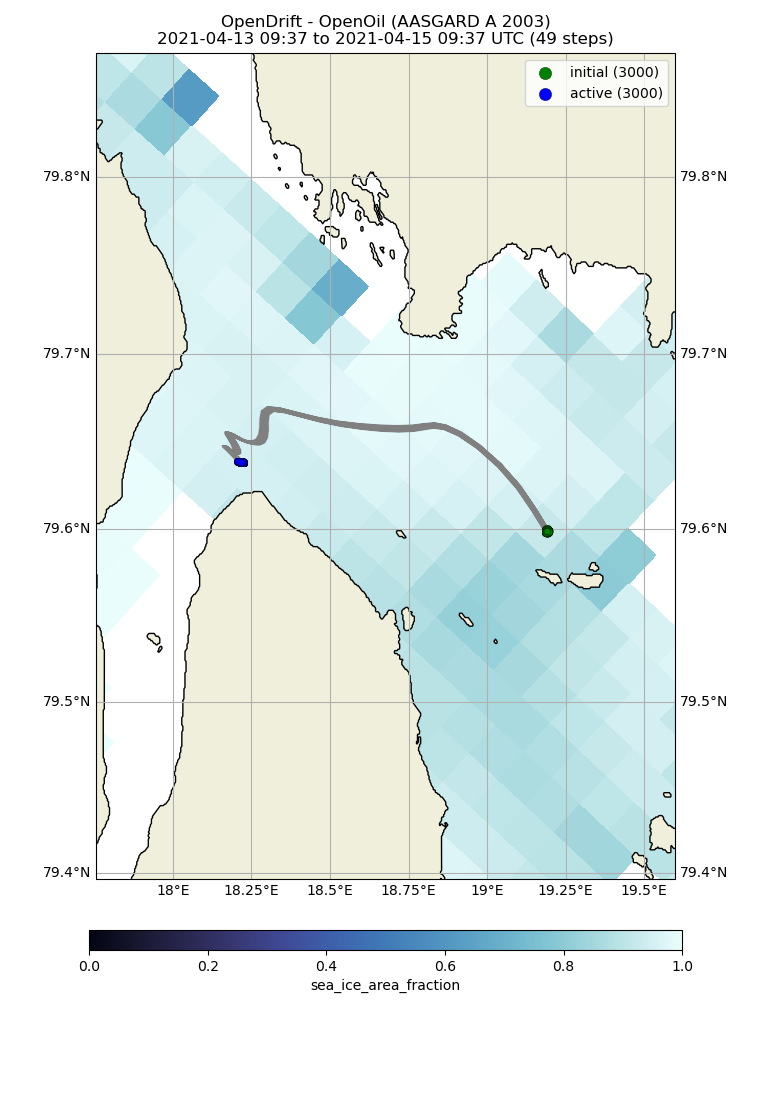 OpenDrift - OpenOil (AASGARD A 2003)
2021-04-13 09:37 to 2021-04-15 09:37 UTC (49 steps)
initial (3000)
active (3000)
79.8°N 79.8°N
79.7°N 79.7°N
79.6°N 79.6°N
79.5°N 79.5°N
79.4°N 79.4°N
18°E 18.25°E 18.5°E 18.75°E 19°E 19.25°E 19.5°E
0.0 0.2 0.4 0.6 0.8 1.0
sea_ice_area_fraction